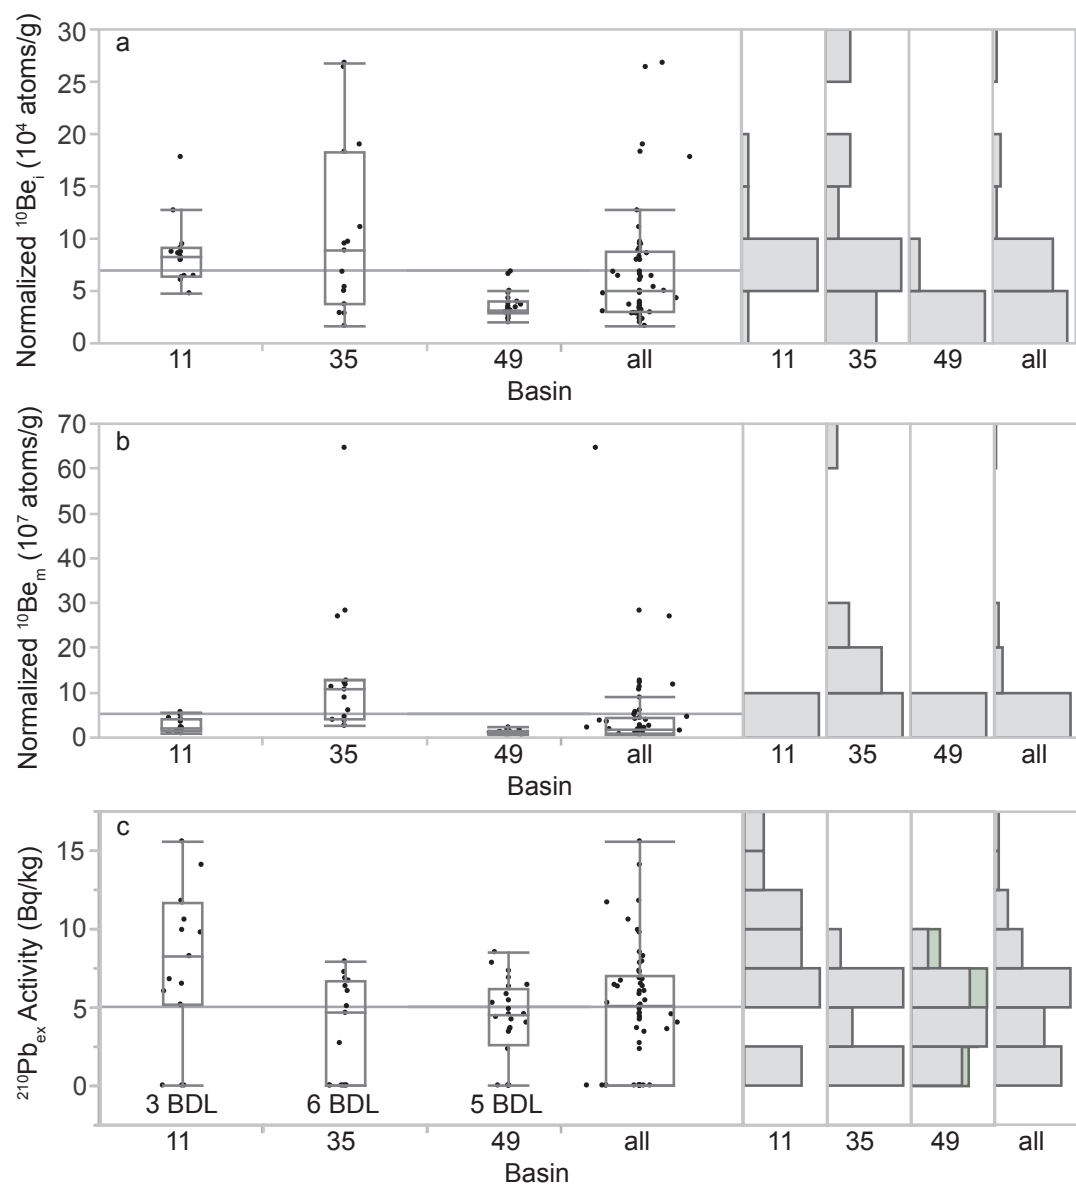 a
Normalized ¹⁰Beᵢ (10⁴ atoms/g)
30
25
20
15
10
5
0
11 35 49 all 11 35 49 all
Basin
b
Normalized ¹⁰Beₘ (10⁷ atoms/g)
70
60
50
40
30
20
10
0
11 35 49 all 11 35 49 all
Basin
c
²¹⁰Pbₑₓ Activity (Bq/kg)
15
10
5
0
3 BDL 6 BDL 5 BDL
11 35 49 all 11 35 49 all
Basin